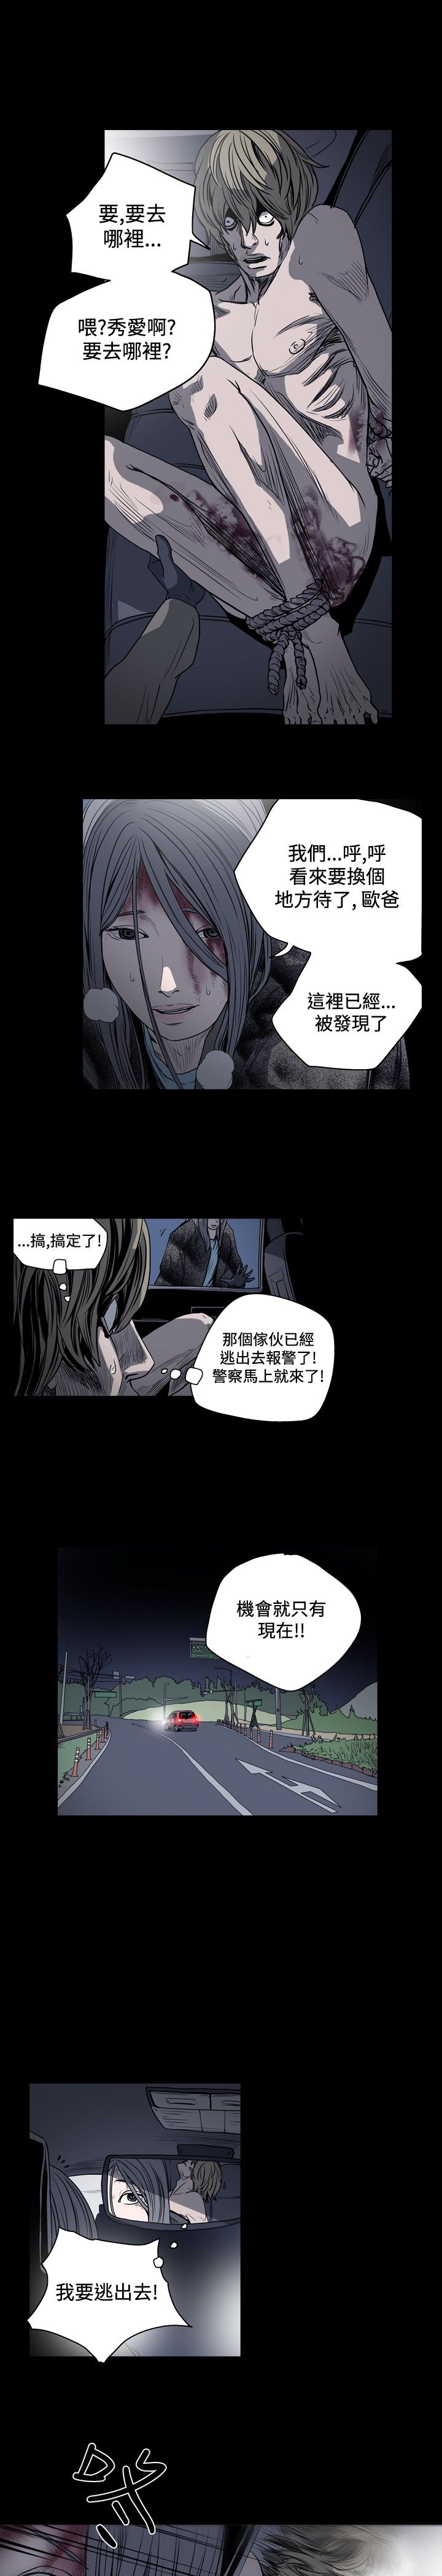 要,要去
哪裡...
喂?秀愛啊?
要去哪裡?
我們...呼,呼
看來要換個
地方待了, 歐爸
這裡已經...
被發現了
...搞,搞定了!
那個傢伙已經
逃出去報警了!
警察馬上就來了!
機會就只有
現在!!
我要逃出去!